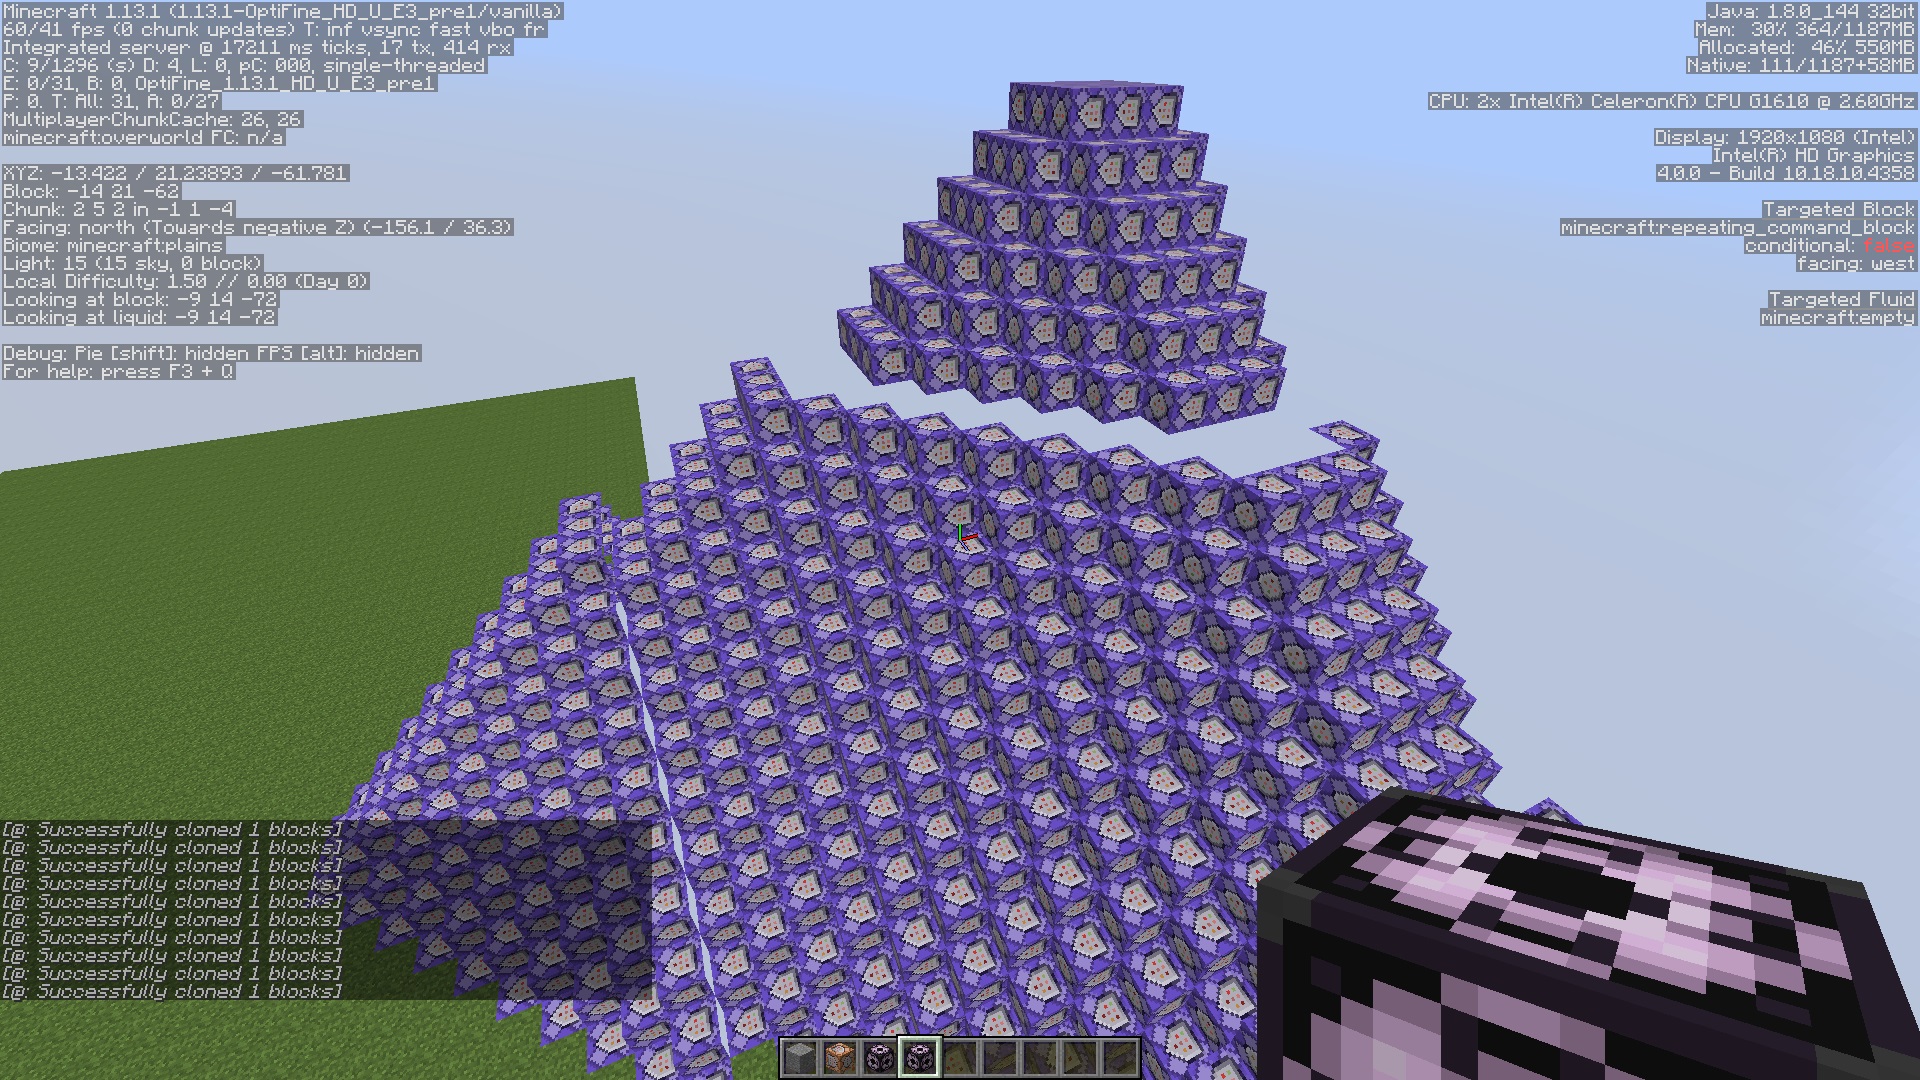 Minecraft 1.13.1 (1.13.1-OptiFine_HD_U_E3_pre1/vanilla)
60/41 fps (0 chunk updates) T: inf vsync fast vbo fr
Integrated server @ 17211 ms ticks, 17 tx, 414 rx
C: 9/1296 (s) D: 4, L: 0, pC: 000, single-threaded
E: 0/31, B: 0, OptiFine_1.13.1_HD_U_E3_pre1
P: 0. T: All: 31, A: 0/27
MultiplayerChunkCache: 26, 26
minecraft:overworld FC: n/a
XYZ: -13.422 / 21.23893 / -61.781
Block: -14 21 -62
Chunk: 2 5 2 in -1 1 -4
Facing: north (Towards negative Z) (-156.1 / 36.3)
Biome: minecraft:plains
Light: 15 (15 sky, 0 block)
Local Difficulty: 1.50 // 0.00 (Day 0)
Looking at block: -9 14 -72
Looking at liquid: -9 14 -72
Debug: Pie [shift]: hidden FPS [alt]: hidden
For help: press F3 + Q
Java: 1.8.0_144 32bit
Mem: 30% 364/1187MB
Allocated: 46% 550MB
Native: 111/1187+58MB
CPU: 2x Intel(R) Celeron(R) CPU G1610 @ 2.60GHz
Display: 1920x1080 (Intel)
Intel(R) HD Graphics
4.0.0 - Build 10.18.10.4358
Targeted Block
minecraft:repeating_command_block
conditional: false
facing: west
Targeted Fluid
minecraft:empty
[@: Successfully cloned 1 blocks]
[@: Successfully cloned 1 blocks]
[@: Successfully cloned 1 blocks]
[@: Successfully cloned 1 blocks]
[@: Successfully cloned 1 blocks]
[@: Successfully cloned 1 blocks]
[@: Successfully cloned 1 blocks]
[@: Successfully cloned 1 blocks]
[@: Successfully cloned 1 blocks]
[@: Successfully cloned 1 blocks]